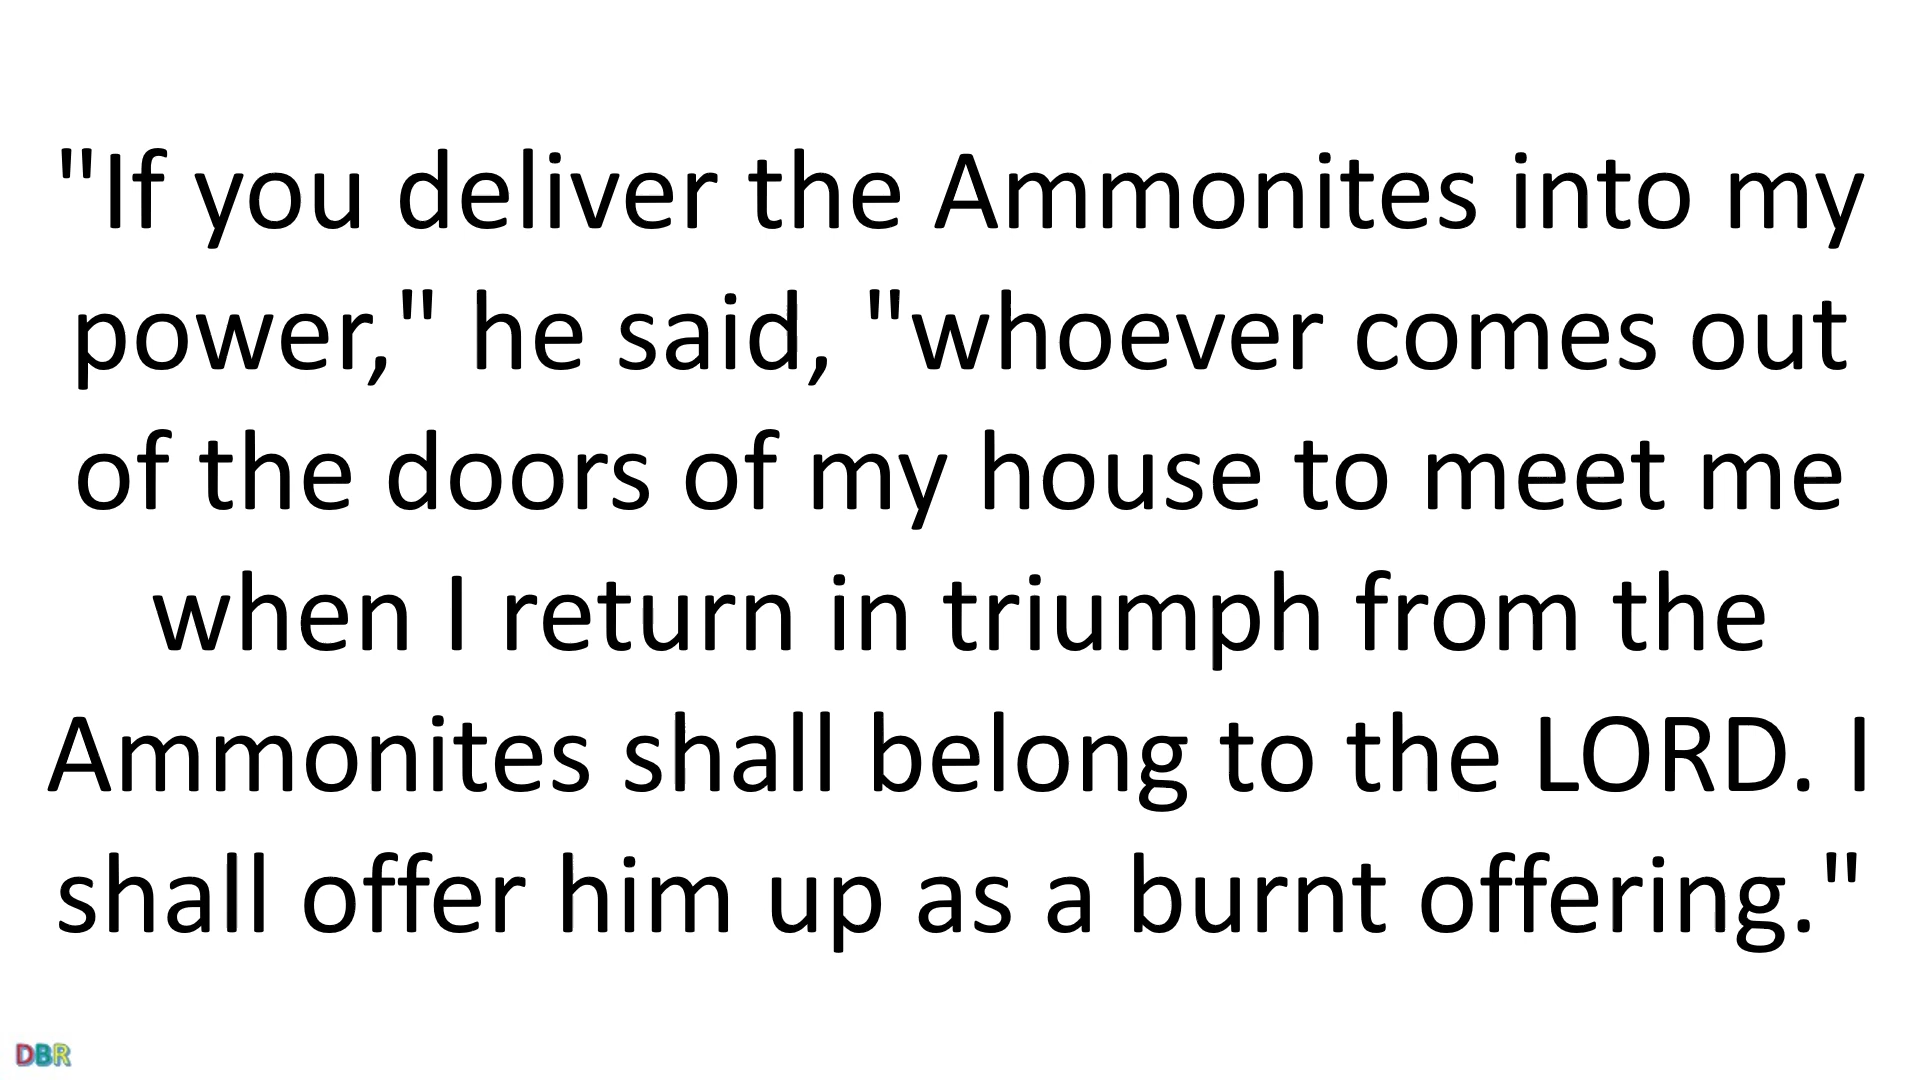 "If you deliver the Ammonites into my
power," he said, "whoever comes out
of the doors of my house to meet me
when I return in triumph from the
Ammonites shall belong to the LORD. I
shall offer him up as a burnt offering."
DBR